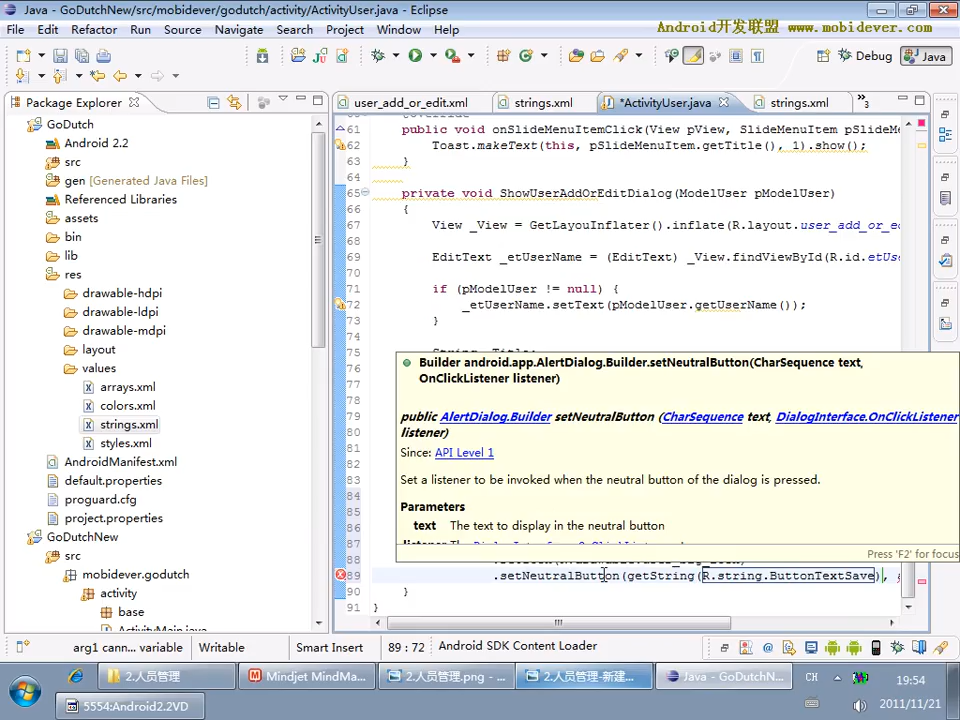 Java - GoDutchNew/src/mobidever/godutch/activity/ActivityUser.java - Eclipse
File Edit Refactor Run Source Navigate Search Project Window Help
Android开发联盟 www.mobidever.com
Debug Java
Package Explorer
user_add_or_edit.xml strings.xml *ActivityUser.java strings.xml »3
GoDutch
Android 2.2
src
gen [Generated Java Files]
Referenced Libraries
assets
bin
lib
res
drawable-hdpi
drawable-ldpi
drawable-mdpi
layout
values
arrays.xml
colors.xml
strings.xml
styles.xml
AndroidManifest.xml
default.properties
proguard.cfg
project.properties
GoDutchNew
src
mobidever.godutch
activity
base
ActivityMain.java
61 public void onSlideMenuItemClick(View pView, SlideMenuItem pSlideMe
62 Toast.makeText(this, pSlideMenuItem.getTitle(), 1).show();
63 }
64
65 private void ShowUserAddOrEditDialog(ModelUser pModelUser)
66 {
67 View _View = GetLayouInflater().inflate(R.layout.user_add_or_e
68
69 EditText _etUserName = (EditText) _View.findViewById(R.id.etUs
70
71 if (pModelUser != null) {
72 _etUserName.setText(pModelUser.getUserName());
73 }
74
75 String _Title;
76
77
78
79
80
81
82
83
84
85
86
87
88
89 .setNeutralButton(getString(R.string.ButtonTextSave),
90 }
91 }
Builder android.app.AlertDialog.Builder.setNeutralButton(CharSequence text,
OnClickListener listener)
public AlertDialog.Builder setNeutralButton (CharSequence text, DialogInterface.OnClickListener
listener)
Since: API Level 1
Set a listener to be invoked when the neutral button of the dialog is pressed.
Parameters
text The text to display in the neutral button
Press 'F2' for focus
arg1 cann... variable Writable Smart Insert 89 : 72 Android SDK Content Loader
2.人员管理 Mindjet MindMa... 2.人员管理.png - ... 2.人员管理-新建... Java - GoDutchN... CH 19:54
5554:Android2.2VD 2011/11/21